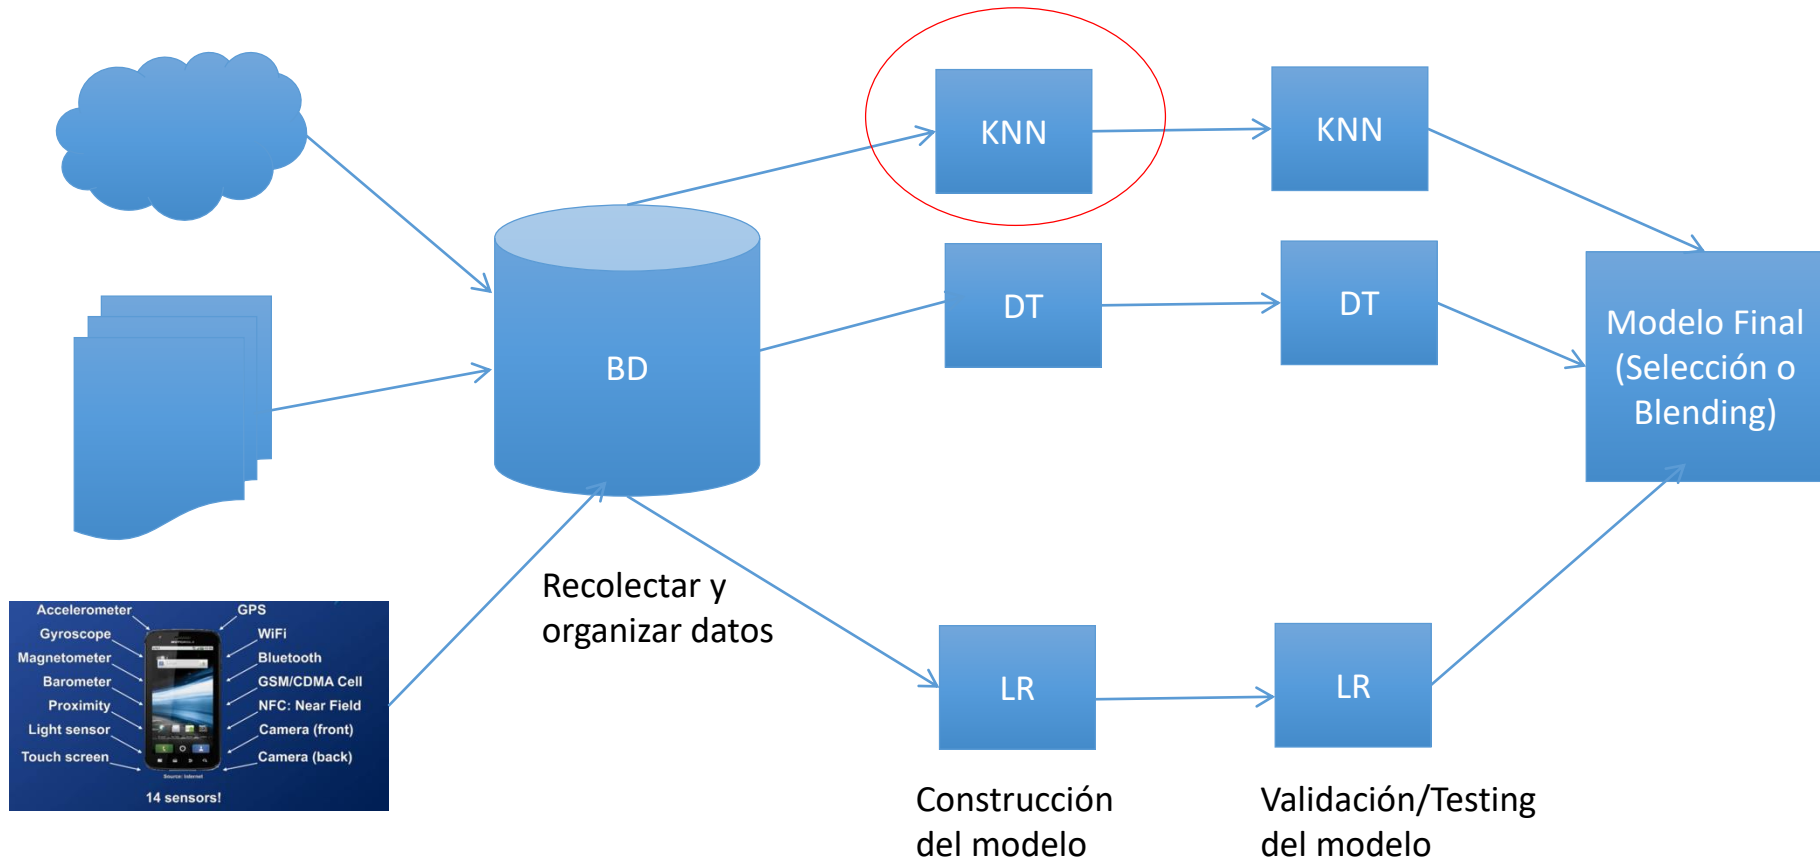 KNN
KNN
DT
DT
BD
Modelo Final
(Selección o
Blending)
Recolectar y
organizar datos
LR
LR
Construcción
del modelo
Validación/Testing
del modelo
Accelerometer
Gyroscope
Magnetometer
Barometer
Proximity
Light sensor
Touch screen
GPS
WiFi
Bluetooth
GSM/CDMA Cell
NFC: Near Field
Camera (front)
Camera (back)
Source: Internet
14 sensors!